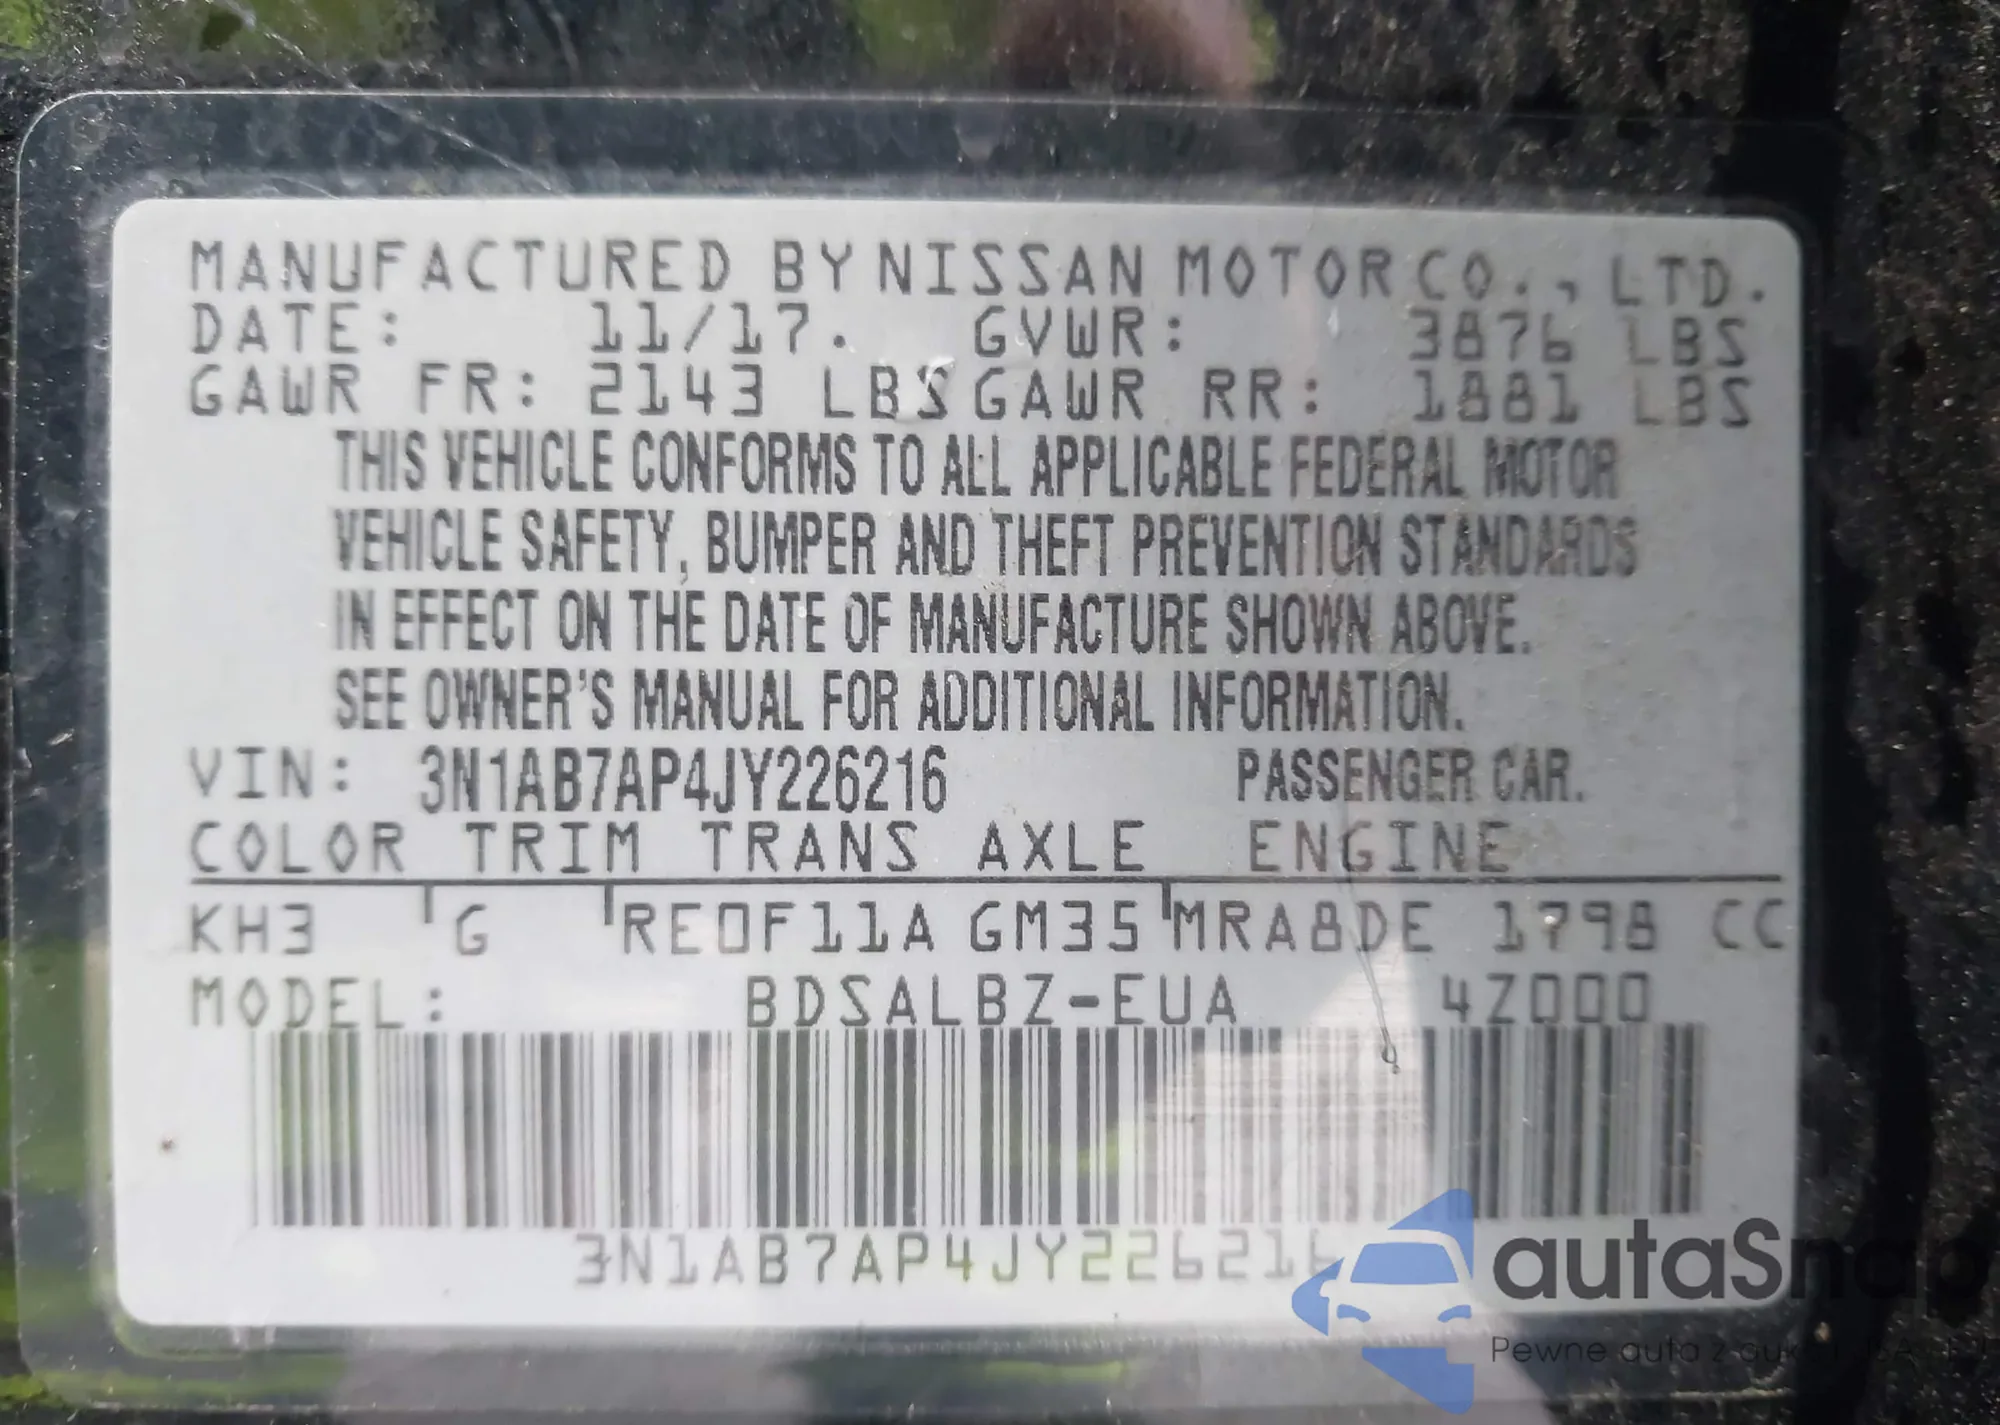 MANUFACTURED BY NISSAN MOTOR CO., LTD.
DATE: 11/17. GVWR: 3876 LBS
GAWR FR: 2143 LBS GAWR RR: 1881 LBS
THIS VEHICLE CONFORMS TO ALL APPLICABLE FEDERAL MOTOR
VEHICLE SAFETY, BUMPER AND THEFT PREVENTION STANDARDS
IN EFFECT ON THE DATE OF MANUFACTURE SHOWN ABOVE.
SEE OWNER'S MANUAL FOR ADDITIONAL INFORMATION.
VIN: 3N1AB7AP4JY226216 PASSENGER CAR.
COLOR TRIM TRANS AXLE ENGINE
KH3 G RE0F11A GM35 MRA8DE 1798 CC
MODEL: BDSALBZ-EUA 4Z000
3N1AB7AP4JY226216
autaSnap
Pewne auta z